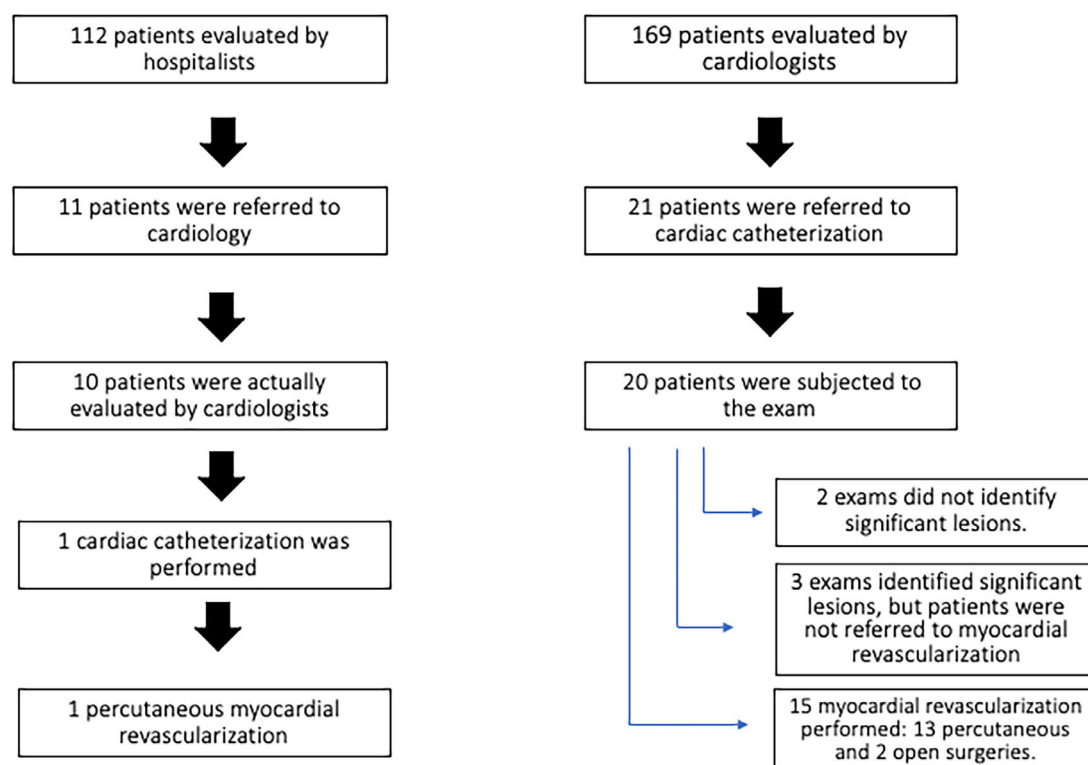 112 patients evaluated by
hospitalists
11 patients were referred to
cardiology
10 patients were actually
evaluated by cardiologists
1 cardiac catheterization was
performed
1 percutaneous myocardial
revascularization
169 patients evaluated by
cardiologists
21 patients were referred to
cardiac catheterization
20 patients were subjected to
the exam
2 exams did not identify
significant lesions.
3 exams identified significant
lesions, but patients were
not referred to myocardial
revascularization
15 myocardial revascularization
performed: 13 percutaneous
and 2 open surgeries.